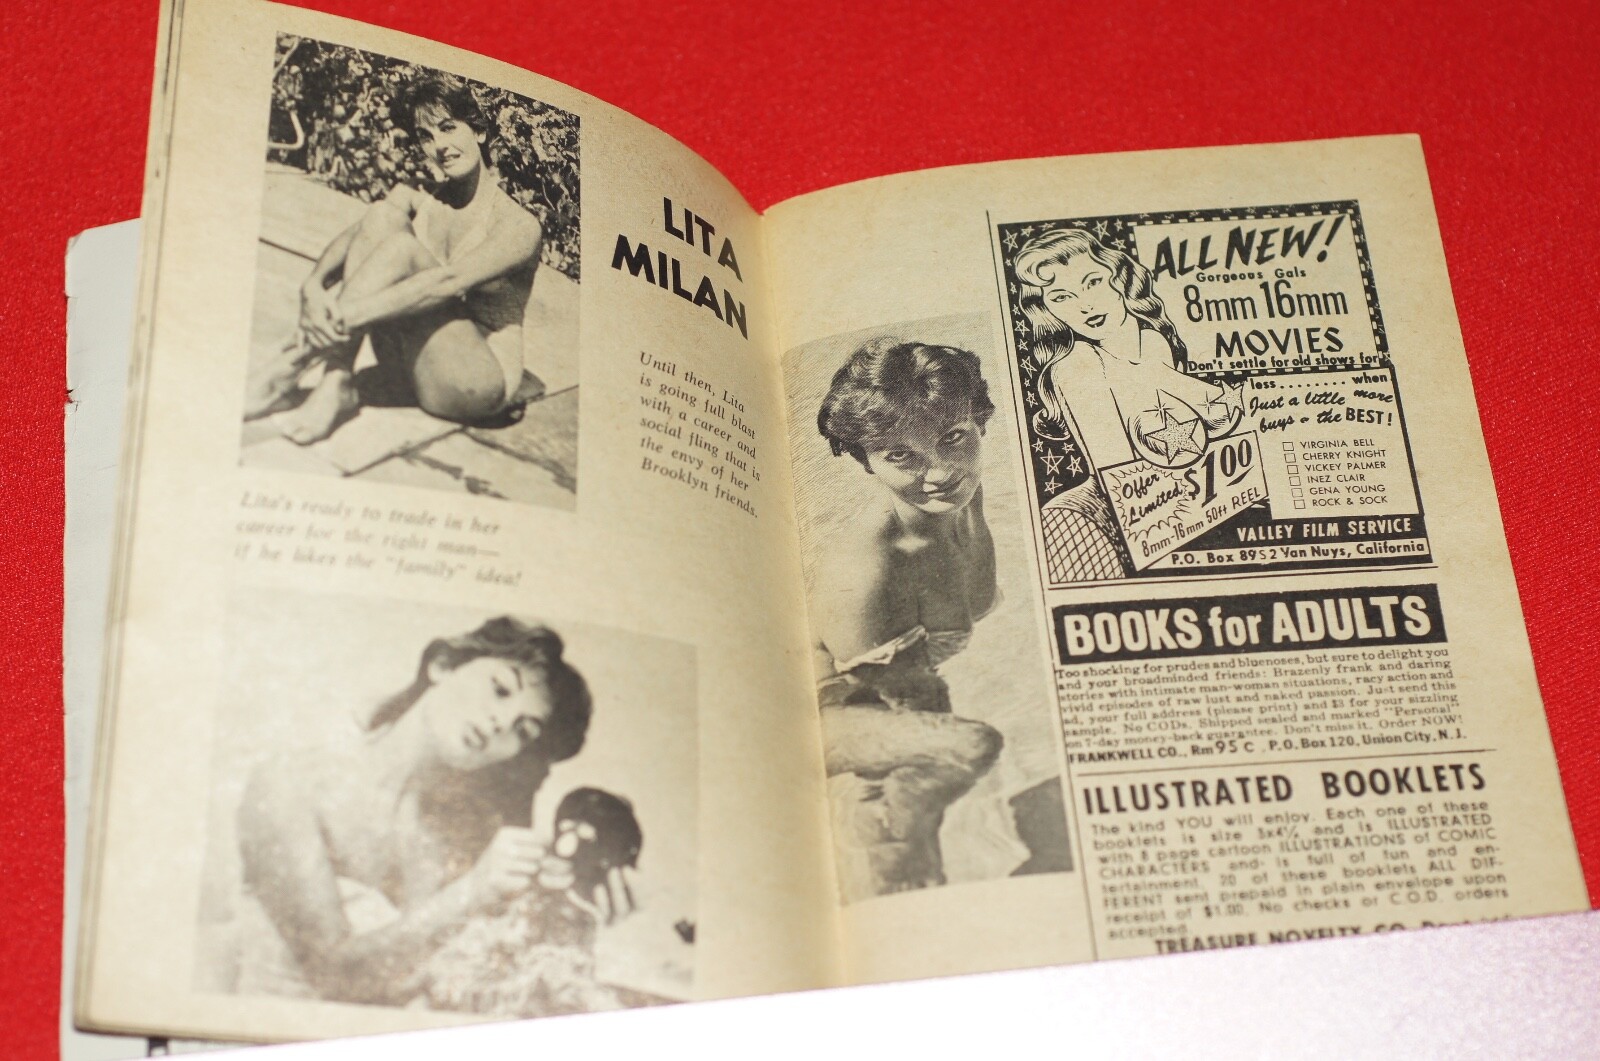 LITA
MILAN
Until then, Lita
is going full blast
with a career and
social fling that is
the envy of her
Brooklyn friends.
Lita's ready to trade in her
career for the right man—
if he likes the "family" idea!
ALL NEW!
Gorgeous Gals
8mm 16mm
MOVIES
Don't settle for old shows for
less........ when
Just a little more
buys the BEST!
VIRGINIA BELL
CHERRY KNIGHT
VICKEY PALMER
INEZ CLAIR
GENA YOUNG
ROCK & SOCK
Offer
Limited $1.00
8mm-16mm 50ft REEL
VALLEY FILM SERVICE
P.O. Box 8952 Van Nuys, California
BOOKS for ADULTS
Too shocking for prudes and bluenoses, but sure to delight you
and your broadminded friends: Brazenly frank and daring
stories with intimate man-woman situations, racy action and
vivid episodes of raw lust and naked passion. Just send this
ad, your full address (please print) and $3 for your sizzling
sample. No CODs. Shipped sealed and marked "Personal"
on 7-day money-back guarantee. Don't miss it. Order NOW!
FRANKWELL CO., Rm 95 C, P.O. Box 120, Union City, N.J.
ILLUSTRATED BOOKLETS
The kind YOU will enjoy. Each one of these
booklets is size 3x4½ and is ILLUSTRATED
with 8 page cartoon ILLUSTRATIONS of COMIC
CHARACTERS and is full of fun and en-
tertainment. 20 of these booklets ALL DIF-
FERENT sent prepaid in plain envelope upon
receipt of $1.00. No checks or C.O.D. orders
accepted.
TREASURE NOVELTY CO.